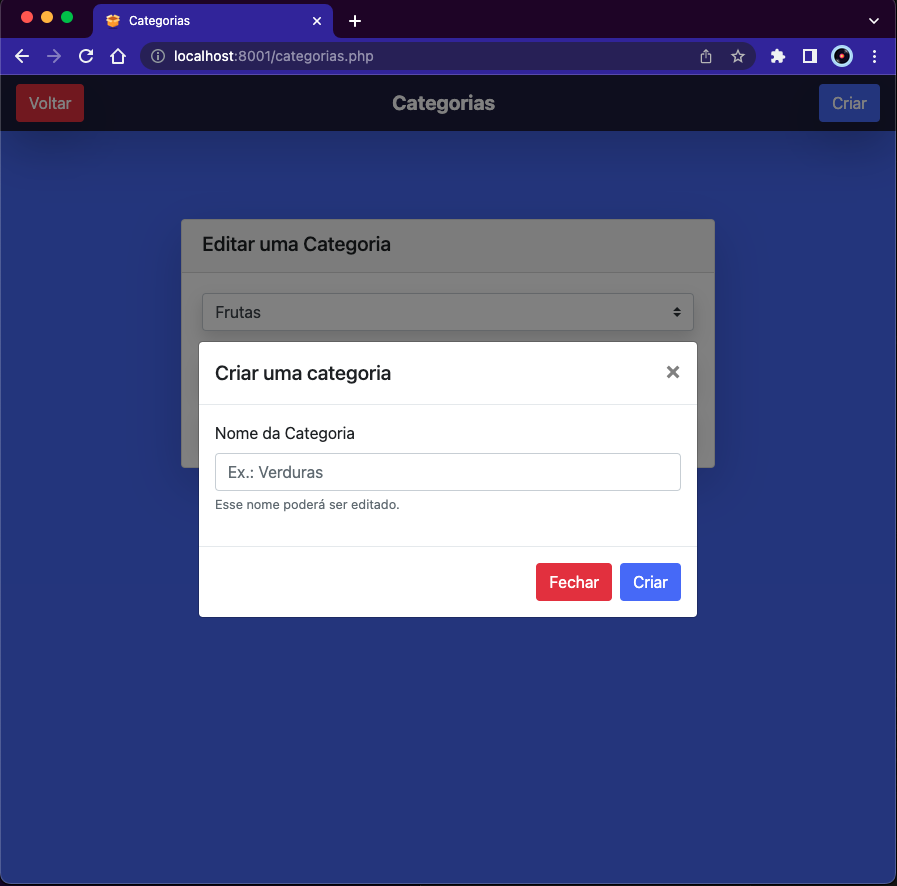 Categorias
localhost:8001/categorias.php
Voltar
Categorias
Criar
Editar uma Categoria
Frutas
Criar uma categoria
Nome da Categoria
Ex.: Verduras
Esse nome poderá ser editado.
Fechar
Criar